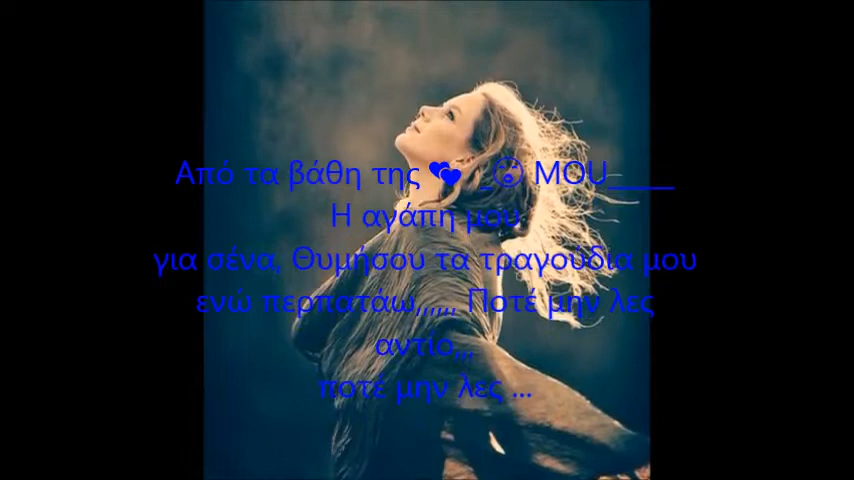 Από τα βάθη της 💕 _😮 MOU_____
Η αγάπη μου
για σένα, Θυμήσου τα τραγούδια μου
ενώ περπατάω,,,,,, Ποτέ μην λες
αντίο,,,
ποτέ μην λες ...